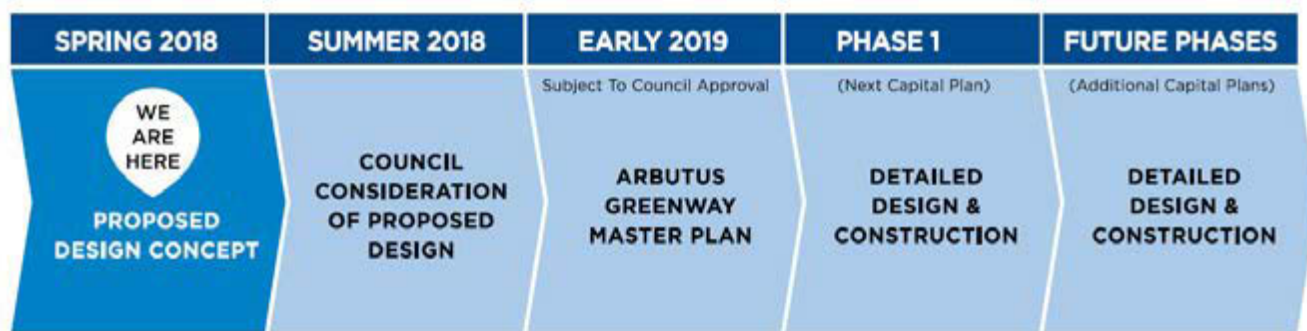 SPRING 2018
WE
ARE
HERE
PROPOSED
DESIGN CONCEPT
SUMMER 2018
COUNCIL
CONSIDERATION
OF PROPOSED
DESIGN
EARLY 2019
Subject To Council Approval
ARBUTUS
GREENWAY
MASTER PLAN
PHASE 1
(Next Capital Plan)
DETAILED
DESIGN &
CONSTRUCTION
FUTURE PHASES
(Additional Capital Plans)
DETAILED
DESIGN &
CONSTRUCTION